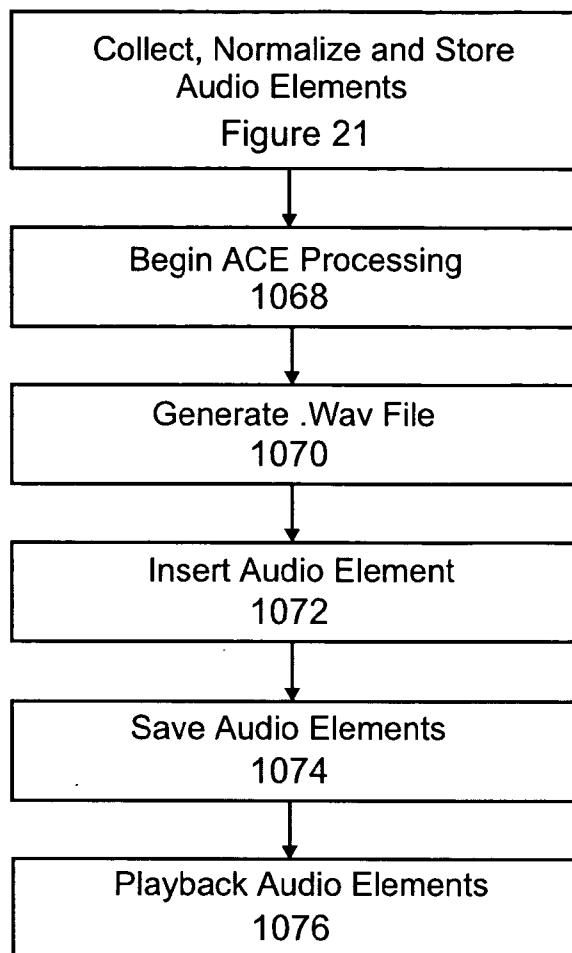 Collect, Normalize and Store
Audio Elements
Figure 21
Begin ACE Processing
1068
Generate .Wav File
1070
Insert Audio Element
1072
Save Audio Elements
1074
Playback Audio Elements
1076